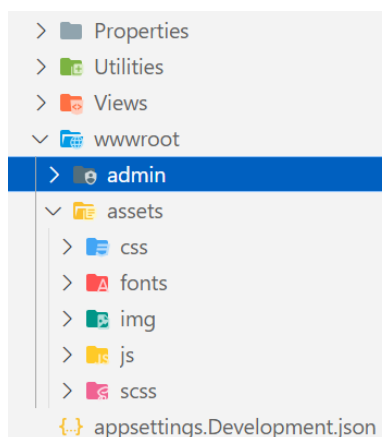 Properties
Utilities
Views
wwwroot
admin
assets
css
fonts
img
js
scss
{..} appsettings.Development.json